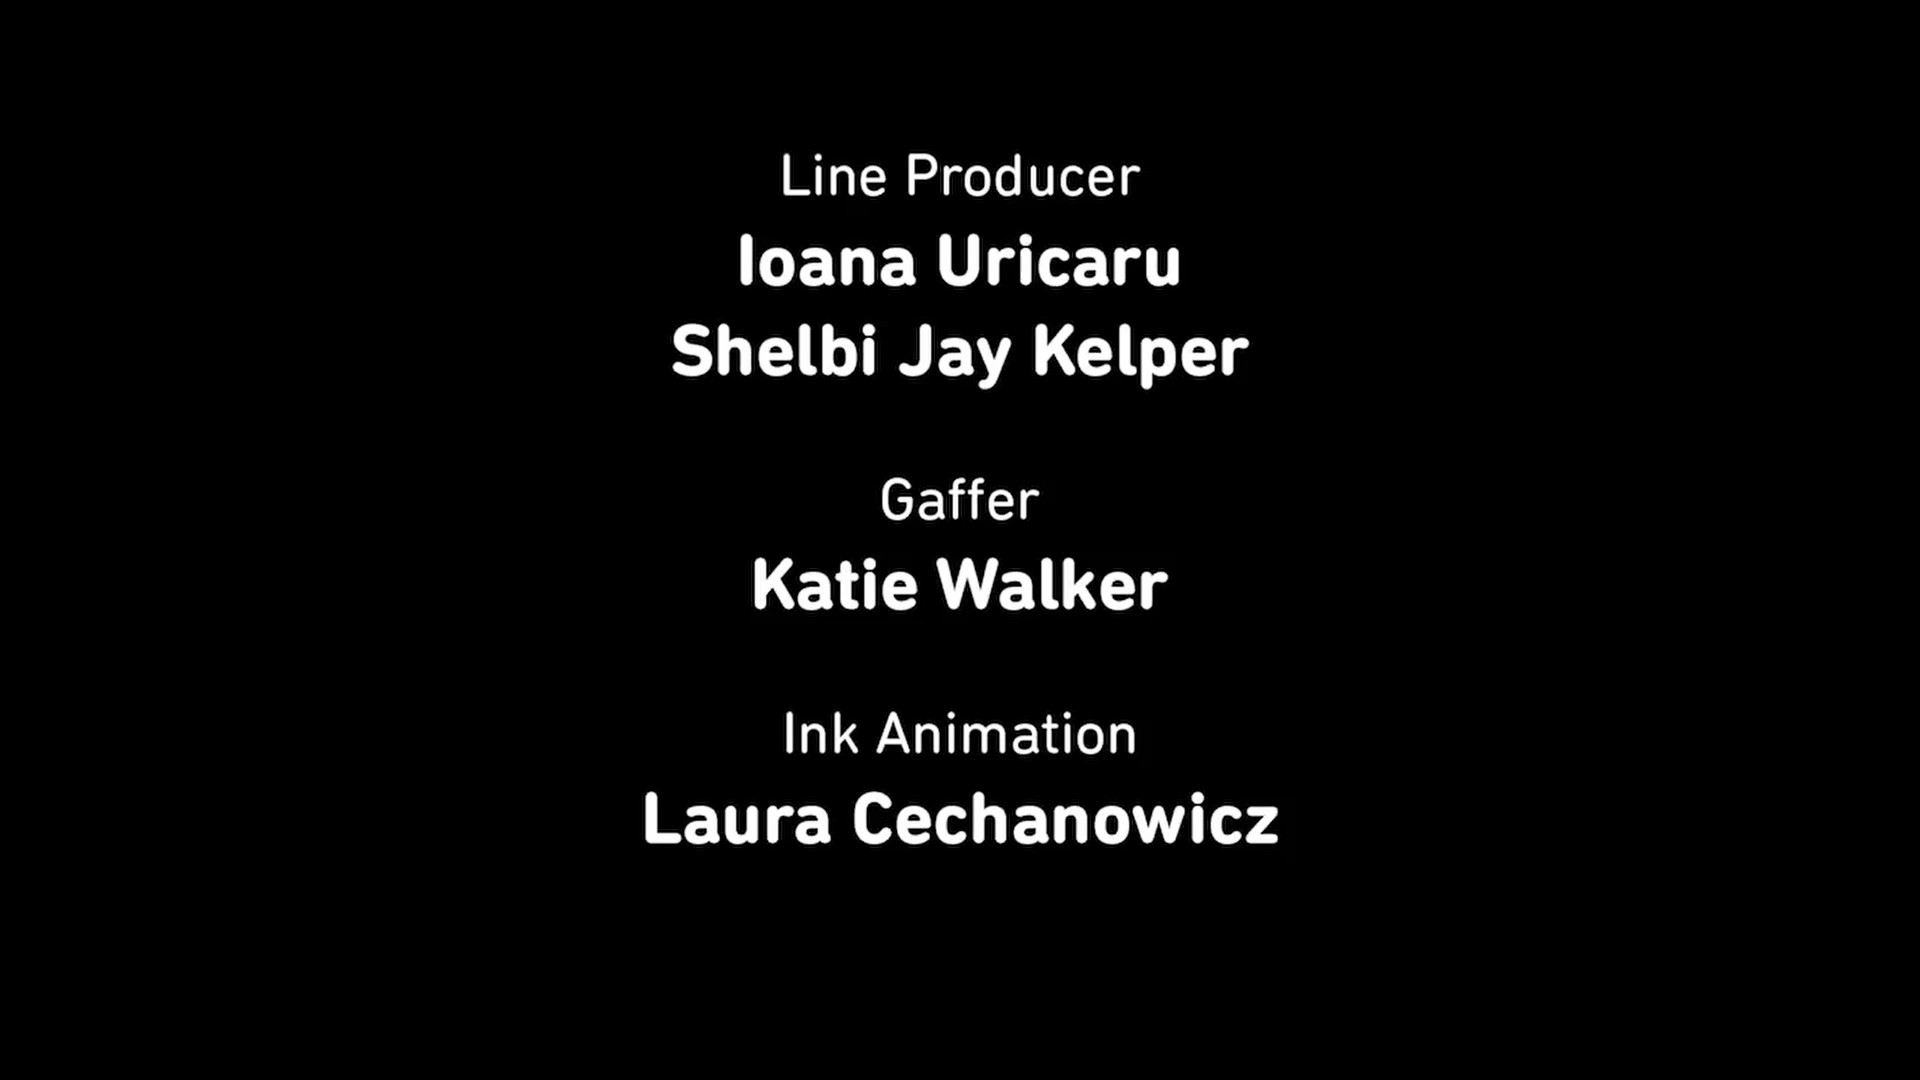 Line Producer
Ioana Uricaru
Shelbi Jay Kelper
Gaffer
Katie Walker
Ink Animation
Laura Cechanowicz